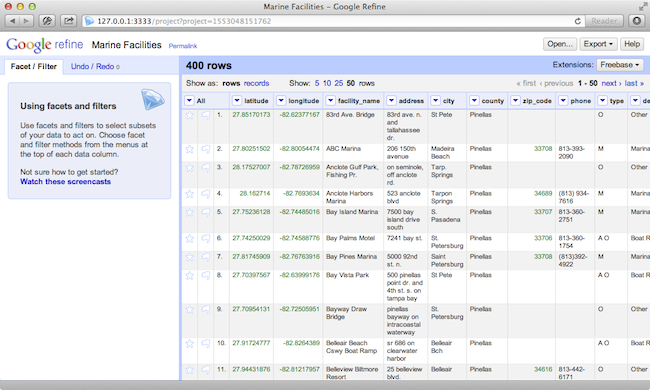 Marine Facilities - Google Refine
127.0.0.1:3333/project?project=1553048151762
Reader
Google refine Marine Facilities Permalink
Open... Export Help
Facet / Filter Undo / Redo 0
400 rows
Extensions: Freebase
Show as: rows records Show: 5 10 25 50 rows
« first ‹ previous 1 - 50 next › last »
Using facets and filters
Use facets and filters to select subsets
of your data to act on. Choose facet
and filter methods from the menus at
the top of each data column.
Not sure how to get started?
Watch these screencasts
All latitude longitude facility_name address city county zip_code phone type de
1. 27.85170173 -82.82377167 83rd Ave. Bridge 83rd ave. n. St Pete Pinellas O Other
and
tallahassee
dr.
2. 27.80251502 -82.80054474 ABC Marina 206 150th Madeira Pinellas 33708 813-393- M Marina
avenue Beach 2090
3. 28.17527007 -82.78726959 Anclote Gulf Park, on seminole, Tarp. Pinellas O Other
Fishing Pr. off anclote Springs
rd.
4. 28.162714 -82.7693634 Anclote Harbors 523 anclote Tarpon Pinellas 34689 (813) 934- M Marina
Marina blvd Springs 7616
5. 27.75236128 -82.74485016 Bay Island Marina 7500 bay S. Pinellas 33707 813-360- M Marina
island drive Pasadena 2751
south
6. 27.74250029 -82.74588776 Bay Palms Motel 7241 bay st. St. Pinellas 33706 813-360- A O Boat R
Petersburg 1754
7. 27.81745909 -82.76763916 Bay Pines Marina 5000 92nd Saint Pinellas 33708 (813)392- M Marina
st. n. Petersburg 4922
8. 27.70397567 -82.63999176 Bay Vista Park 500 pinellas St Pete Pinellas A O Boat R
point dr. and
4th st. s. on
tampa bay
9. 27.70954131 -82.72505951 Bayway Draw pinellas St. Pinellas O Other
Bridge bayway on Petersburg
intracoastal
waterway
10. 27.91724777 -82.8264389 Belleair Beach sr 686 on Belleair Pinellas A O Boat R
Cswy Boat Ramp clearwater Bch
harbor
11. 27.94431876 -82.81217957 Belleview Biltmore 25 belleview Belleair Pinellas 34616 813-442- O Other
Resort blvd. 6171